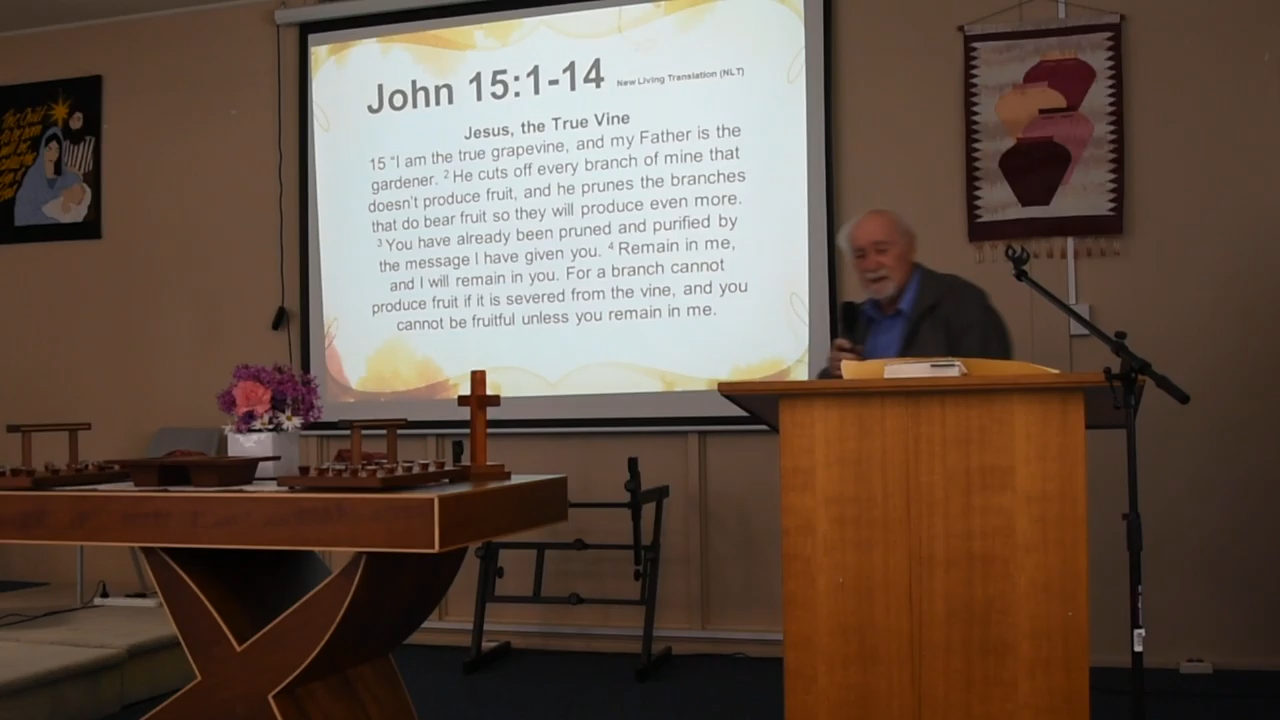 The Child
to be born
John 15:1-14 New Living Translation (NLT)
Jesus, the True Vine
15 “I am the true grapevine, and my Father is the
gardener. ² He cuts off every branch of mine that
doesn’t produce fruit, and he prunes the branches
that do bear fruit so they will produce even more.
³ You have already been pruned and purified by
the message I have given you. ⁴ Remain in me,
and I will remain in you. For a branch cannot
produce fruit if it is severed from the vine, and you
cannot be fruitful unless you remain in me.